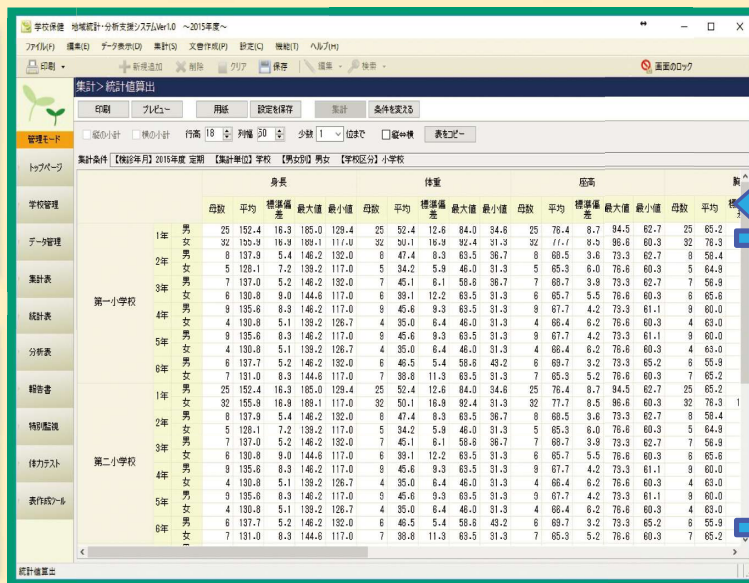 学校保健 地域統計・分析支援システムVer1.0 ～2015年度～
ファイル(F) 編集(E) データ表示(D) 集計(S) 文書作成(P) 設定(C) 機能(T) ヘルプ(H)
印刷 新規追加 削除 クリア 保存 編集 検索 画面のロック
集計>統計値算出
印刷 プレビュー 用紙 設定を保存 集計 条件を変える
縦の小計 横の小計 行高 18 列幅 50 少数 1 位まで 縦⇔横 表をコピー
集計条件 【検診年月】2015年度 定期 【集計単位】学校 【男女別】男女 【学校区分】小学校
管理モード
トップページ
学校管理
データ管理
集計表
統計表
分析表
報告書
特別監視
体力テスト
表作成ツール
身長 体重 座高 胸
母数 平均 標準偏差 最大値 最小値 母数 平均 標準偏差 最大値 最小値 母数 平均 標準偏差 最大値 最小値 母数 平均
第一小学校
1年 男 25 152.4 16.3 185.0 129.4 25 52.4 12.6 84.0 34.6 25 76.4 8.7 94.5 62.7 25 65.2
女 32 155.9 16.9 189.1 117.0 32 50.1 16.9 92.4 31.3 32 77.7 8.5 96.6 60.3 32 76.3
2年 男 8 137.9 5.4 146.2 132.0 8 47.4 8.3 63.5 36.7 8 68.5 3.6 73.3 62.7 8 58.4
女 5 128.1 7.2 139.2 117.0 5 34.2 5.9 46.0 31.3 5 65.3 6.0 76.6 60.3 5 64.9
3年 男 7 137.0 5.2 146.2 132.0 7 45.1 6.1 58.6 36.7 7 68.7 3.9 73.3 62.7 7 56.9
女 6 130.8 9.0 144.6 117.0 6 39.1 12.2 63.5 31.3 6 65.7 5.5 76.6 60.3 6 65.6
4年 男 9 135.6 8.3 146.2 117.0 9 45.6 9.3 63.5 31.3 9 67.7 4.2 73.3 61.1 9 60.0
女 4 130.8 5.1 139.2 126.7 4 35.0 6.4 46.0 31.3 4 66.4 6.2 76.6 60.3 4 63.0
5年 男 9 135.6 8.3 146.2 117.0 9 45.6 9.3 63.5 31.3 9 67.7 4.2 73.3 61.1 9 60.0
女 4 130.8 5.1 139.2 126.7 4 35.0 6.4 46.0 31.3 4 66.4 6.2 76.6 60.3 4 63.0
6年 男 6 137.7 5.2 146.2 132.0 6 46.5 5.4 58.6 43.2 6 69.7 3.2 73.3 65.2 6 55.9
女 7 131.0 8.3 144.6 117.0 7 38.8 11.3 63.5 31.3 7 65.3 5.2 76.6 60.3 7 65.2
第二小学校
1年 男 25 152.4 16.3 185.0 129.4 25 52.4 12.6 84.0 34.6 25 76.4 8.7 94.5 62.7 25 65.2
女 32 155.9 16.9 189.1 117.0 32 50.1 16.9 92.4 31.3 32 77.7 8.5 96.6 60.3 32 76.3 1
2年 男 8 137.9 5.4 146.2 132.0 8 47.4 8.3 63.5 36.7 8 68.5 3.6 73.3 62.7 8 58.4
女 5 128.1 7.2 139.2 117.0 5 34.2 5.9 46.0 31.3 5 65.3 6.0 76.6 60.3 5 64.9
3年 男 7 137.0 5.2 146.2 132.0 7 45.1 6.1 58.6 36.7 7 68.7 3.9 73.3 62.7 7 56.9
女 6 130.8 9.0 144.6 117.0 6 39.1 12.2 63.5 31.3 6 65.7 5.5 76.6 60.3 6 65.6
4年 男 9 135.6 8.3 146.2 117.0 9 45.6 9.3 63.5 31.3 9 67.7 4.2 73.3 61.1 9 60.0
女 4 130.8 5.1 139.2 126.7 4 35.0 6.4 46.0 31.3 4 66.4 6.2 76.6 60.3 4 63.0
5年 男 9 135.6 8.3 146.2 117.0 9 45.6 9.3 63.5 31.3 9 67.7 4.2 73.3 61.1 9 60.0
女 4 130.8 5.1 139.2 126.7 4 35.0 6.4 46.0 31.3 4 66.4 6.2 76.6 60.3 4 63.0
6年 男 6 137.7 5.2 146.2 132.0 6 46.5 5.4 58.6 43.2 6 69.7 3.2 73.3 65.2 6 55.9
女 7 131.0 8.3 144.6 117.0 7 38.8 11.3 63.5 31.3 7 65.3 5.2 76.6 60.3 7 65.2
統計値算出